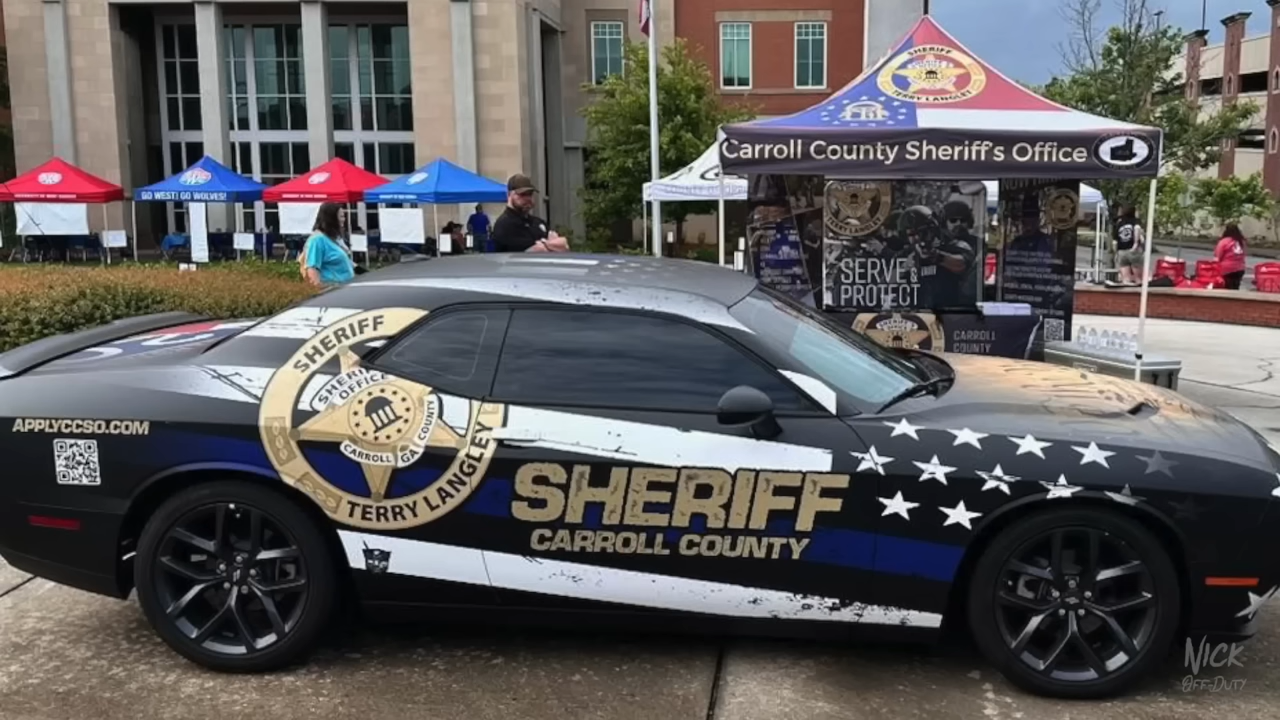 SHERIFF
TERRY LANGLEY
GO WEST! GO WOLVES!
Carroll County Sheriff's Office
SERVE &
PROTECT
CARROLL
COUNTY
SHERIFF
SHERIFF
OFFICE
CARROLL GA COUNTY
TERRY LANGLEY
APPLYCCSO.COM
SHERIFF
CARROLL COUNTY
NICK
OFF-DUTY